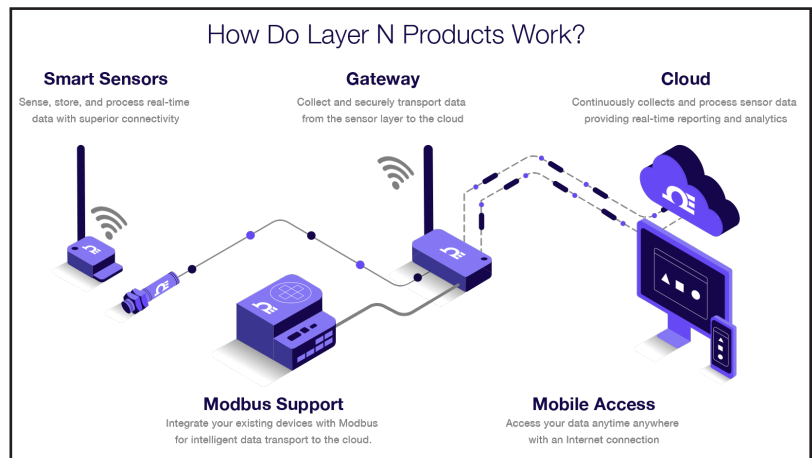 How Do Layer N Products Work?
Smart Sensors
Sense, store, and process real-time
data with superior connectivity
Gateway
Collect and securely transport data
from the sensor layer to the cloud
Cloud
Continuously collects and process sensor data
providing real-time reporting and analytics
Modbus Support
Integrate your existing devices with Modbus
for intelligent data transport to the cloud.
Mobile Access
Access your data anytime anywhere
with an Internet connection